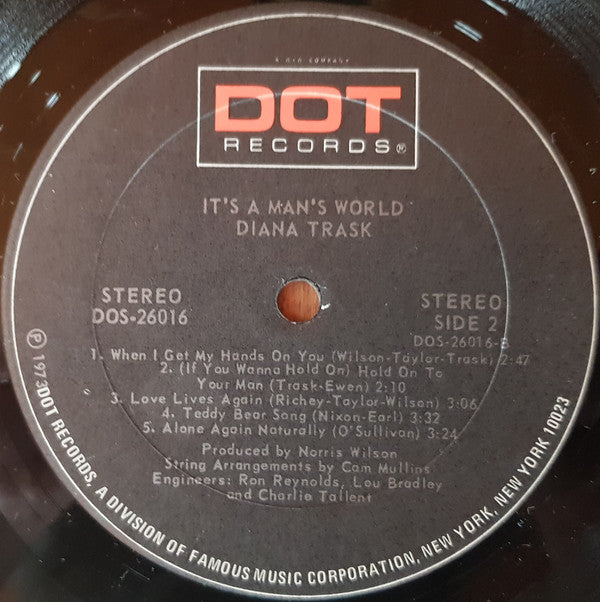 A G+W COMPANY
DOT
RECORDS®
IT'S A MAN'S WORLD
DIANA TRASK
STEREO
DOS-26016
STEREO
SIDE 2
DOS-26016-B
1. When I Get My Hands On You (Wilson-Taylor-Trask) 2:47
2. (If You Wanna Hold On) Hold On To
Your Man (Trask-Ewen) 2:10
3. Love Lives Again (Richey-Taylor-Wilson) 3:06
4. Teddy Bear Song (Nixon-Earl) 3:32
5. Alone Again Naturally (O'Sullivan) 3:24
Produced by Norris Wilson
String Arrangements by Cam Mullins
Engineers: Ron Reynolds, Lou Bradley
and Charlie Tallent
℗ 1973 DOT RECORDS, A DIVISION OF FAMOUS MUSIC CORPORATION, NEW YORK, NEW YORK 10023